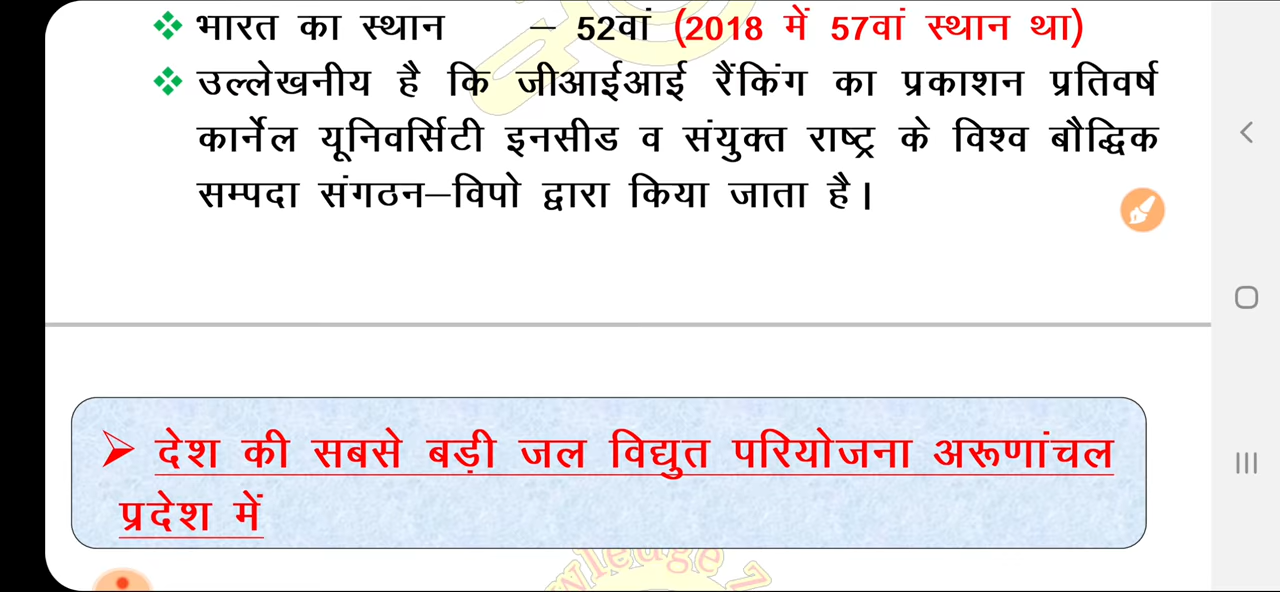 ❖ भारत का स्थान – 52वां (2018 में 57वां स्थान था)
❖ उल्लेखनीय है कि जीआईआई रैंकिंग का प्रकाशन प्रतिवर्ष
कार्नेल यूनिवर्सिटी इनसीड व संयुक्त राष्ट्र के विश्व बौद्धिक
सम्पदा संगठन–विपो द्वारा किया जाता है।
➢ देश की सबसे बड़ी जल विद्युत परियोजना अरूणांचल
प्रदेश में